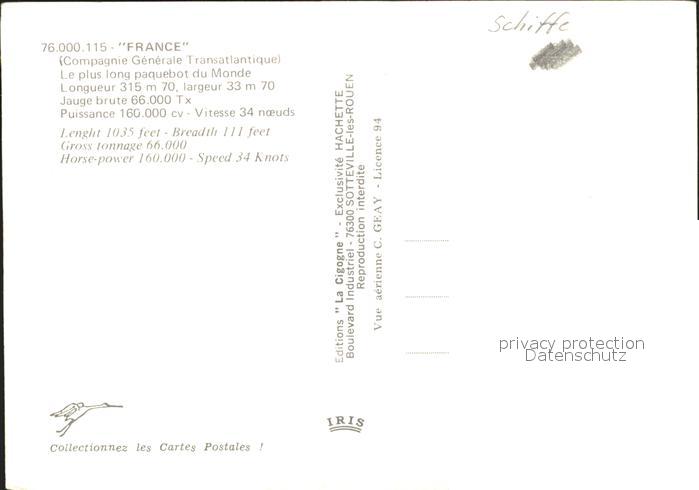 Schiffe
76.000.115 - "FRANCE"
(Compagnie Générale Transatlantique)
Le plus long paquebot du Monde
Longueur 315 m 70, largeur 33 m 70
Jauge brute 66.000 Tx
Puissance 160.000 cv - Vitesse 34 nœuds
Lenght 1035 feet - Breadth 111 feet
Gross tonnage 66.000
Horse-power 160.000 - Speed 34 Knots
Editions " La Cigogne " - Exclusivité HACHETTE
Boulevard Industriel - 76300 SOTTEVILLE-les-ROUEN
Reproduction interdite
Vue aérienne C. GEAY - Licence 94
privacy protection
Datenschutz
IRIS
Collectionnez les Cartes Postales !